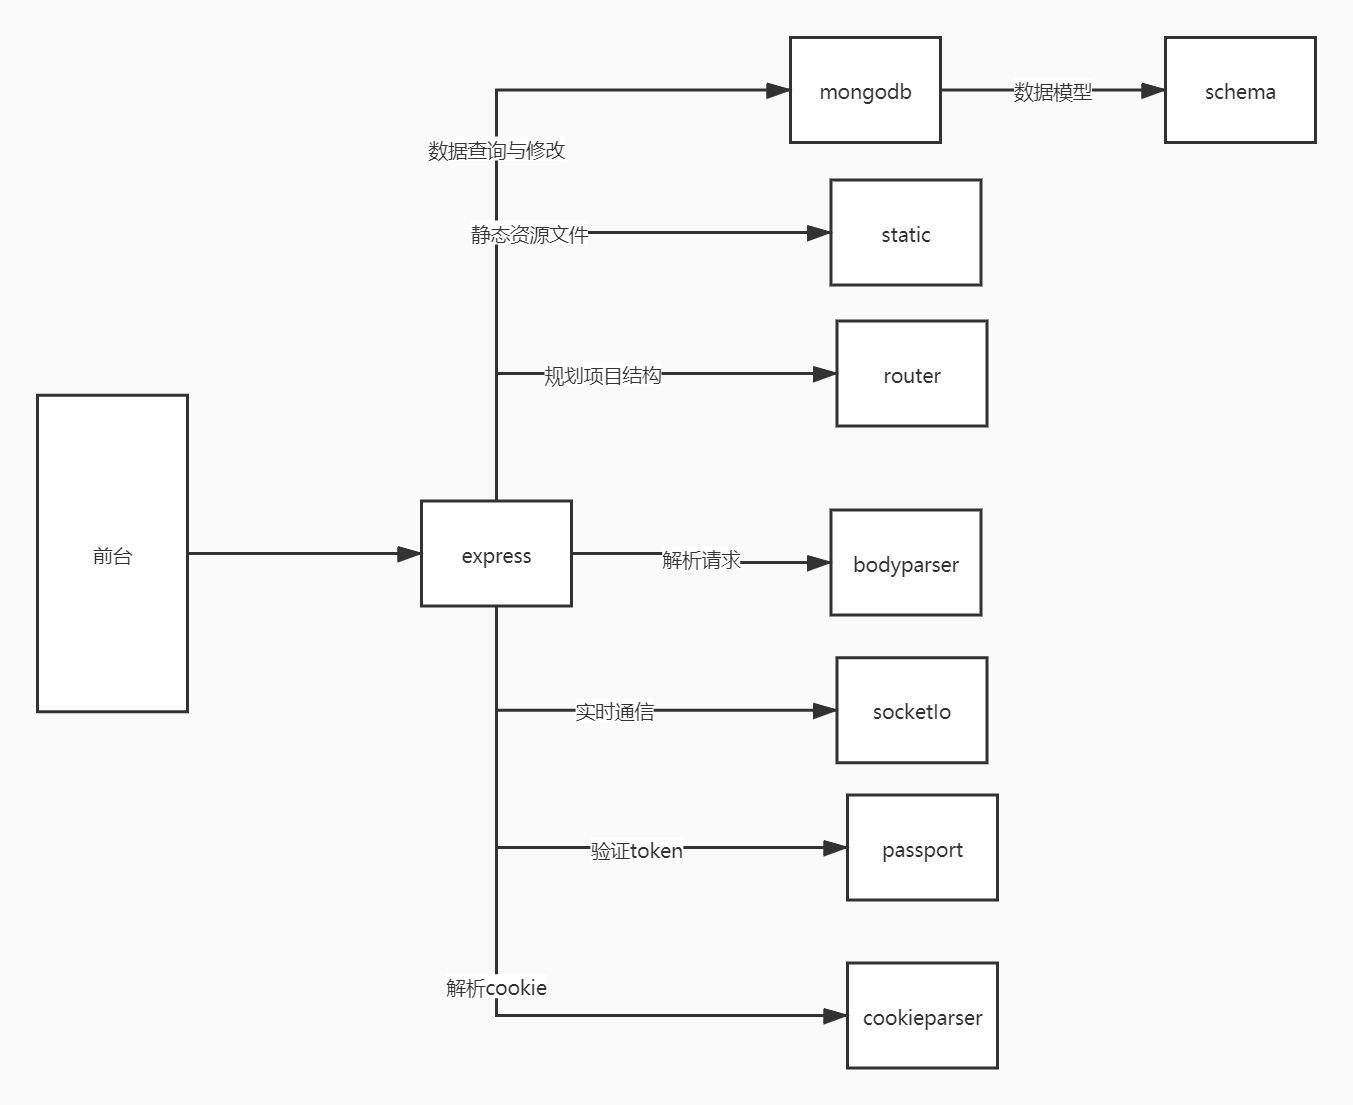 mongodb
数据模型
schema
数据查询与修改
静态资源文件
static
规划项目结构
router
前台
express
解析请求
bodyparser
实时通信
socketIo
验证token
passport
解析cookie
cookieparser